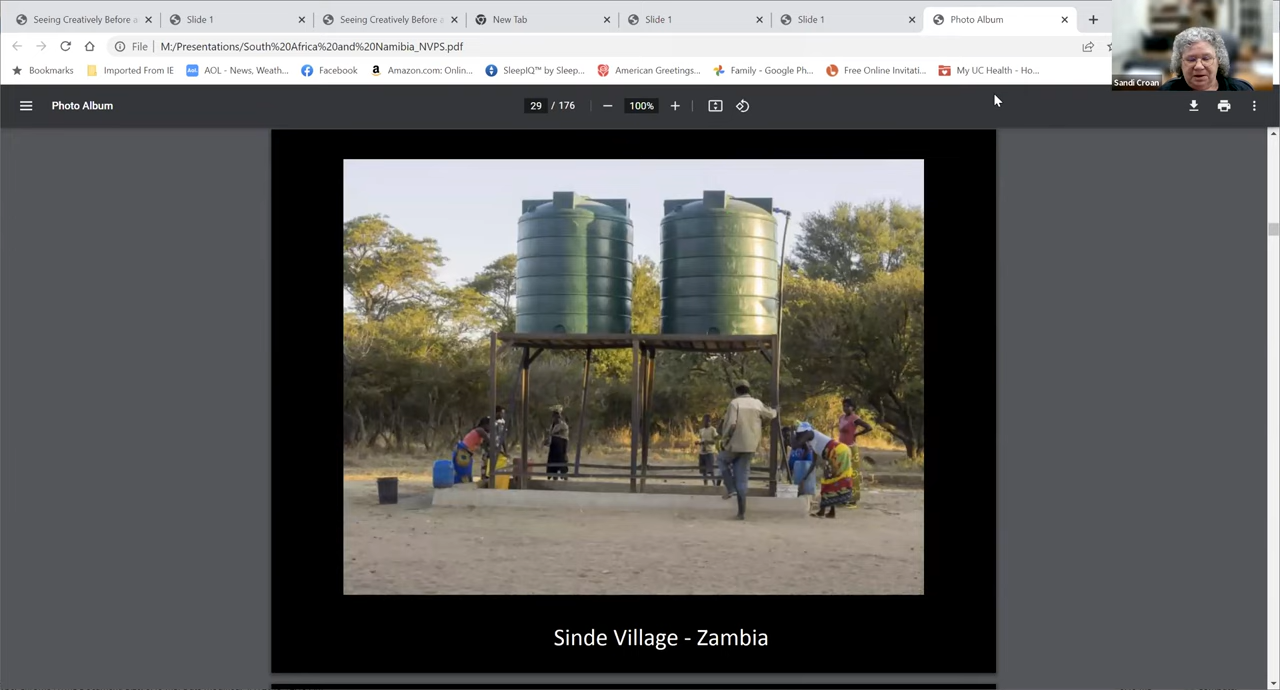 Seeing Creatively Before a
Slide 1
Seeing Creatively Before a
New Tab
Slide 1
Slide 1
Photo Album
File
M:/Presentations/South%20Africa%20and%20Namibia_NVPS.pdf
Bookmarks
Imported From IE
AOL - News, Weath...
Facebook
Amazon.com: Onlin...
SleepIQ™ by Sleep...
American Greetings...
Family - Google Ph...
Free Online Invitati...
My UC Health - Ho...
Sandi Croan
Photo Album
29 / 176
100%
Sinde Village - Zambia